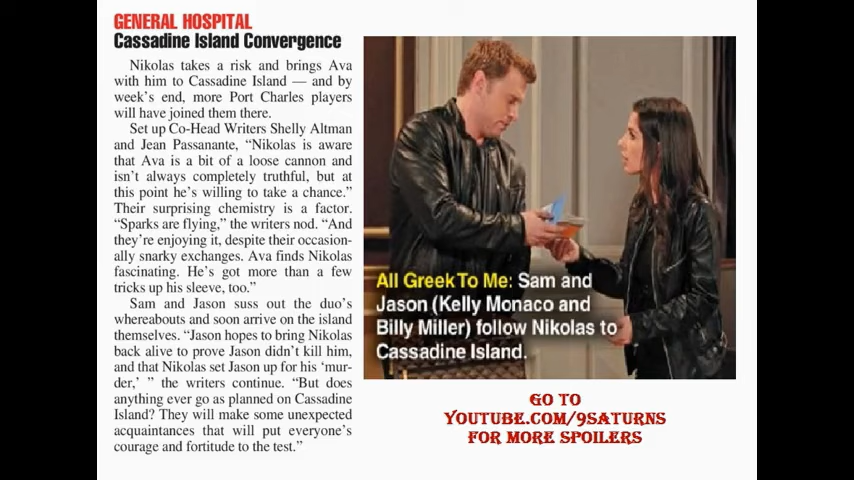 GENERAL HOSPITAL
Cassadine Island Convergence
Nikolas takes a risk and brings Ava
with him to Cassadine Island — and by
week's end, more Port Charles players
will have joined them there.
Set up Co-Head Writers Shelly Altman
and Jean Passanante, “Nikolas is aware
that Ava is a bit of a loose cannon and
isn't always completely truthful, but at
this point he's willing to take a chance.”
Their surprising chemistry is a factor.
“Sparks are flying,” the writers nod. “And
they're enjoying it, despite their occasion-
ally snarky exchanges. Ava finds Nikolas
fascinating. He's got more than a few
tricks up his sleeve, too.”
Sam and Jason suss out the duo's
whereabouts and soon arrive on the island
themselves. “Jason hopes to bring Nikolas
back alive to prove Jason didn't kill him,
and that Nikolas set Jason up for his ‘mur-
der,’ ” the writers continue. “But does
anything ever go as planned on Cassadine
Island? They will make some unexpected
acquaintances that will put everyone's
courage and fortitude to the test.”
All Greek To Me: Sam and
Jason (Kelly Monaco and
Billy Miller) follow Nikolas to
Cassadine Island.
GO TO
YOUTUBE.COM/9SATURNS
FOR MORE SPOILERS